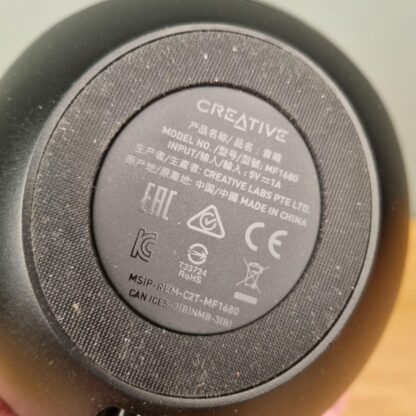 CREATIVE
产品名称/品名：音箱
MODEL NO./型号/型號: MF1680
INPUT/输入/輸入: 5V⎓1A
生产者/生產者: CREATIVE LABS PTE LTD.
原产地/原產地: 中国/中國 MADE IN CHINA
EAC
CE
KC
T33724
RoHS
MSIP-REM-C2T-MF1680
CAN ICES-3(B)/NMB-3(B)